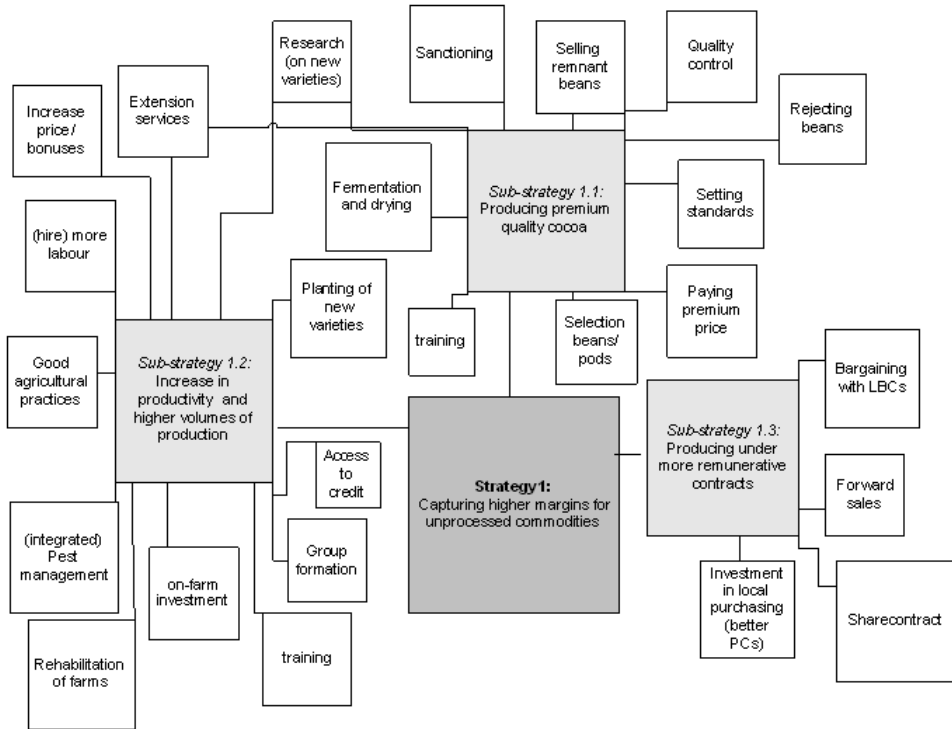 Research
(on new
varieties)
Sanctioning
Selling
remnant
beans
Quality
control
Increase
price/
bonuses
Extension
services
Rejecting
beans
Fermentation
and drying
Sub-strategy 1.1:
Producing premium
quality cocoa
Setting
standards
(hire) more
labour
Planting of
new
varieties
training
Selection
beans/
pods
Paying
premium
price
Good
agricultural
practices
Sub-strategy 1.2:
Increase in
productivity and
higher volumes of
production
Bargaining
with LBCs
Sub-strategy 1.3:
Producing under
more remunerative
contracts
Access
to
credit
Strategy 1:
Capturing higher margins for
unprocessed commodities
Forward
sales
(integrated)
Pest
management
on-farm
investment
Group
formation
Investment
in local
purchasing
(better
PCs)
Sharecontract
Rehabilitation
of farms
training